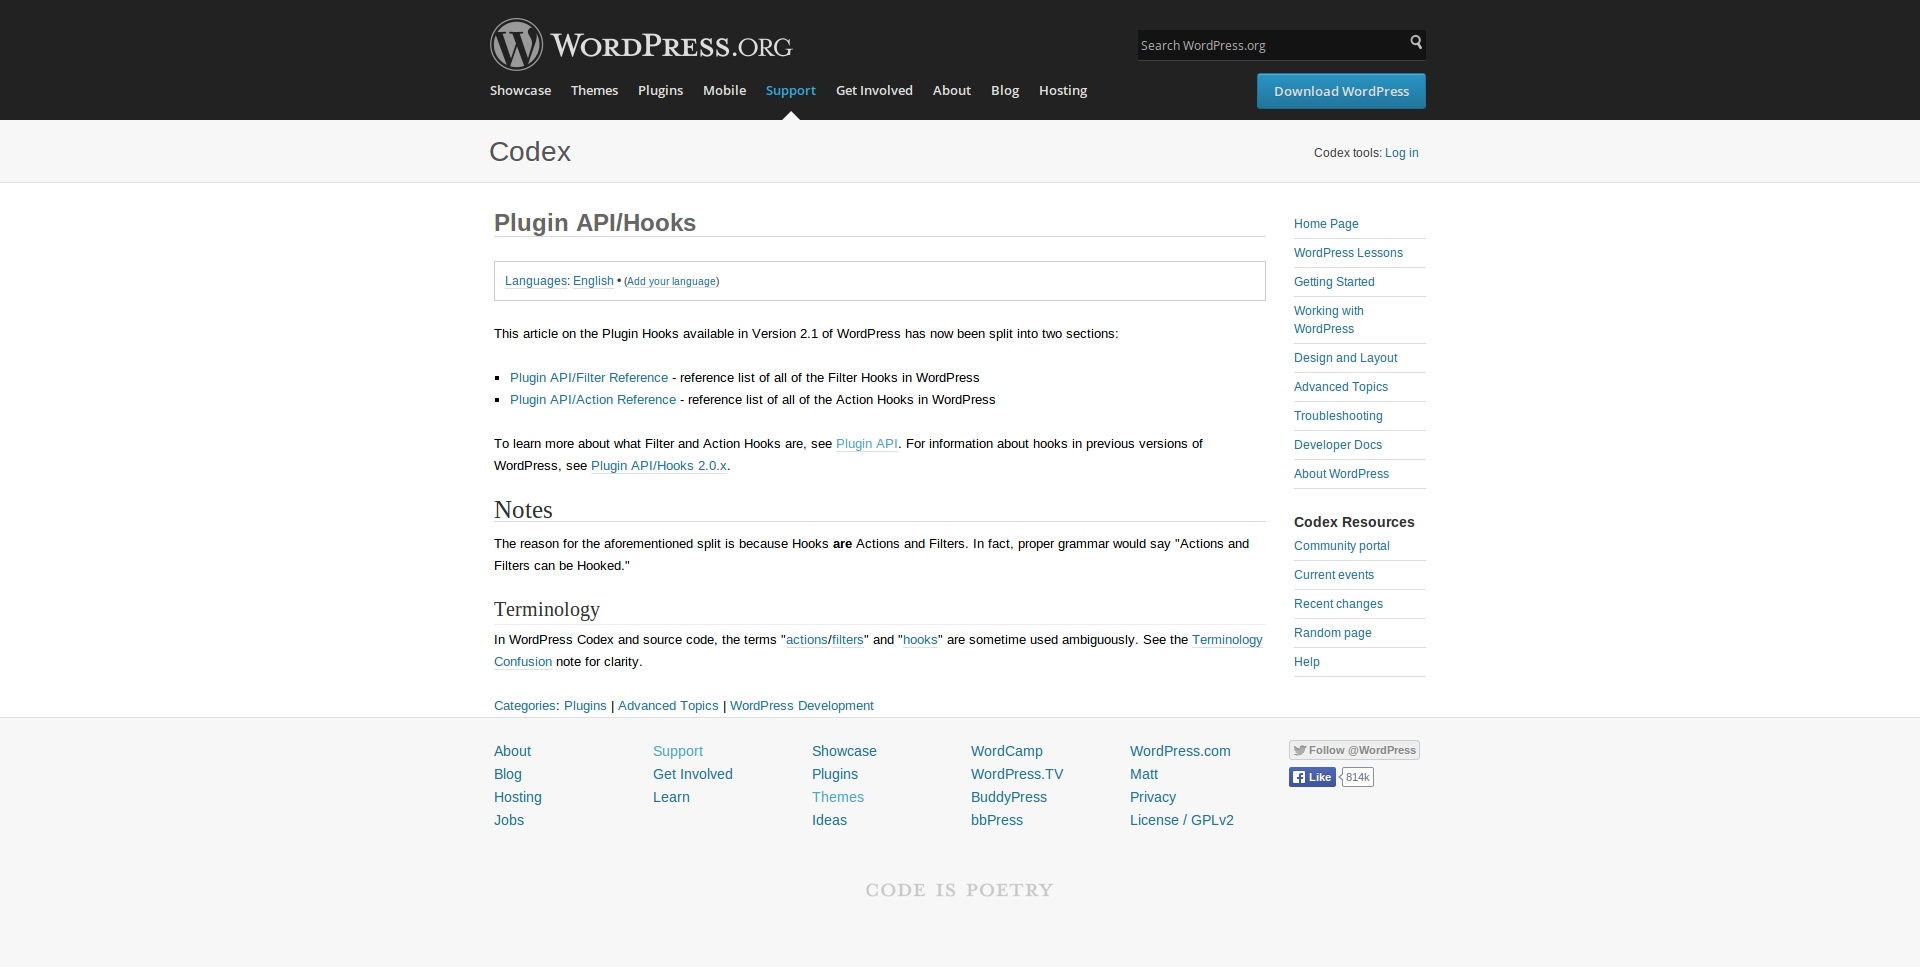 WORDPRESS.ORG
Search WordPress.org
Showcase Themes Plugins Mobile Support Get Involved About Blog Hosting
Download WordPress
Codex
Codex tools: Log in
Plugin API/Hooks
Languages: English • (Add your language)
This article on the Plugin Hooks available in Version 2.1 of WordPress has now been split into two sections:
Plugin API/Filter Reference - reference list of all of the Filter Hooks in WordPress
Plugin API/Action Reference - reference list of all of the Action Hooks in WordPress
To learn more about what Filter and Action Hooks are, see Plugin API. For information about hooks in previous versions of
WordPress, see Plugin API/Hooks 2.0.x.
Notes
The reason for the aforementioned split is because Hooks are Actions and Filters. In fact, proper grammar would say "Actions and
Filters can be Hooked."
Terminology
In WordPress Codex and source code, the terms "actions/filters" and "hooks" are sometime used ambiguously. See the Terminology
Confusion note for clarity.
Categories: Plugins | Advanced Topics | WordPress Development
Home Page
WordPress Lessons
Getting Started
Working with
WordPress
Design and Layout
Advanced Topics
Troubleshooting
Developer Docs
About WordPress
Codex Resources
Community portal
Current events
Recent changes
Random page
Help
About
Blog
Hosting
Jobs
Support
Get Involved
Learn
Showcase
Plugins
Themes
Ideas
WordCamp
WordPress.TV
BuddyPress
bbPress
WordPress.com
Matt
Privacy
License / GPLv2
Follow @WordPress
Like 814k
CODE IS POETRY